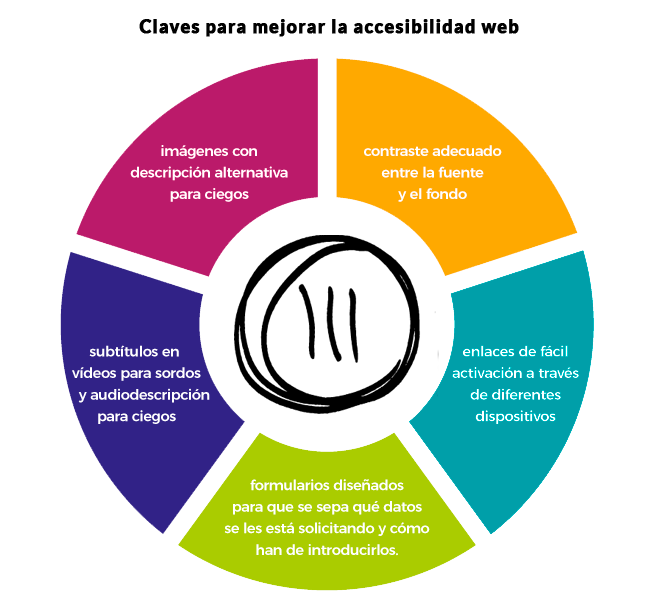 Claves para mejorar la accesibilidad web
imágenes con
descripción alternativa
para ciegos
contraste adecuado
entre la fuente
y el fondo
subtítulos en
vídeos para sordos
y audiodescripción
para ciegos
enlaces de fácil
activación a través
de diferentes
dispositivos
formularios diseñados
para que se sepa qué datos
se les está solicitando y cómo
han de introducirlos.